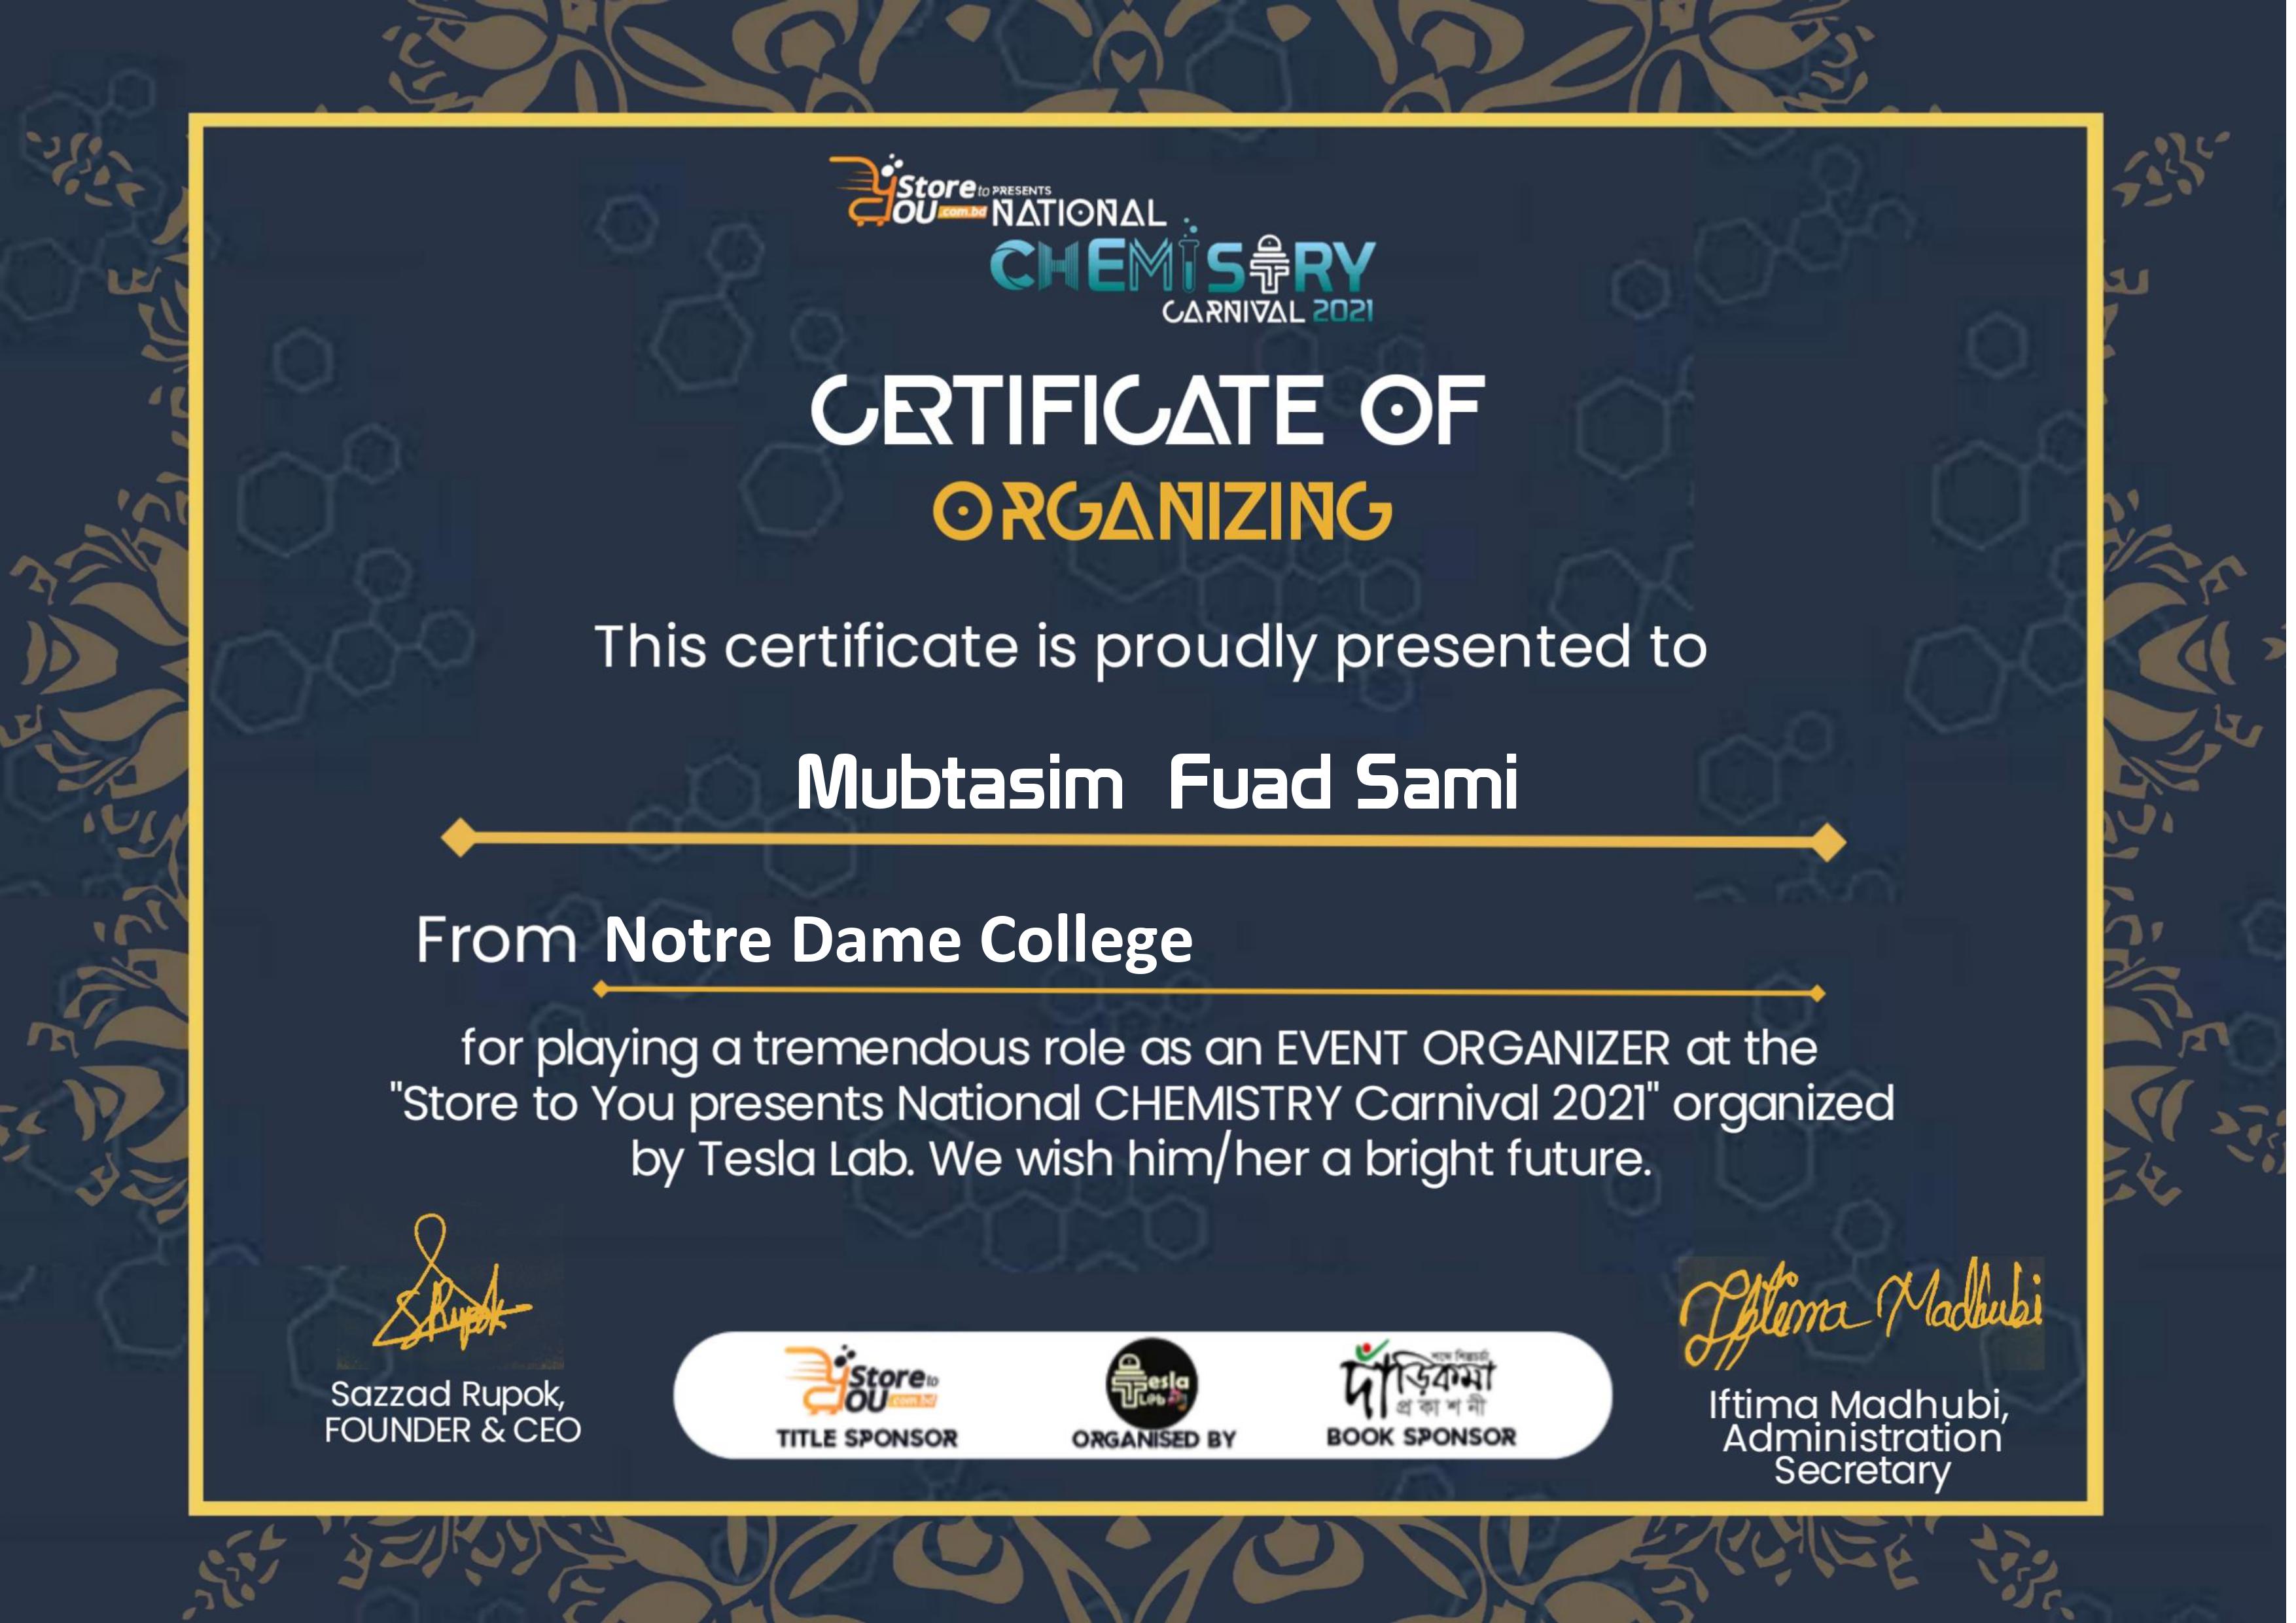 Store to PRESENTS
YOU .com.bd NATIONAL
CHEMISTRY
CARNIVAL 2021
CERTIFICATE OF
ORGANIZING
This certificate is proudly presented to
Mubtasim Fuad Sami
From Notre Dame College
for playing a tremendous role as an EVENT ORGANIZER at the
"Store to You presents National CHEMISTRY Carnival 2021" organized
by Tesla Lab. We wish him/her a bright future.
SRupok
Iftima Madhubi
Sazzad Rupok,
FOUNDER & CEO
Store to
YOU .com.bd
TITLE SPONSOR
Tesla
Lab
ORGANISED BY
দাঁড়িকমা
প্রকাশনী
BOOK SPONSOR
Iftima Madhubi,
Administration
Secretary